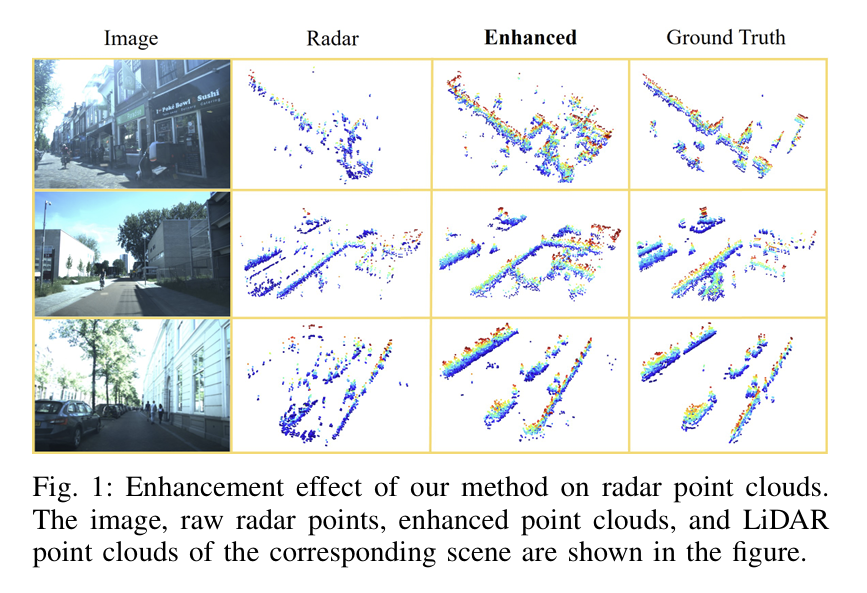 Image Radar Enhanced Ground Truth
Poké Bowl Sushi
Fig. 1: Enhancement effect of our method on radar point clouds.
The image, raw radar points, enhanced point clouds, and LiDAR
point clouds of the corresponding scene are shown in the figure.